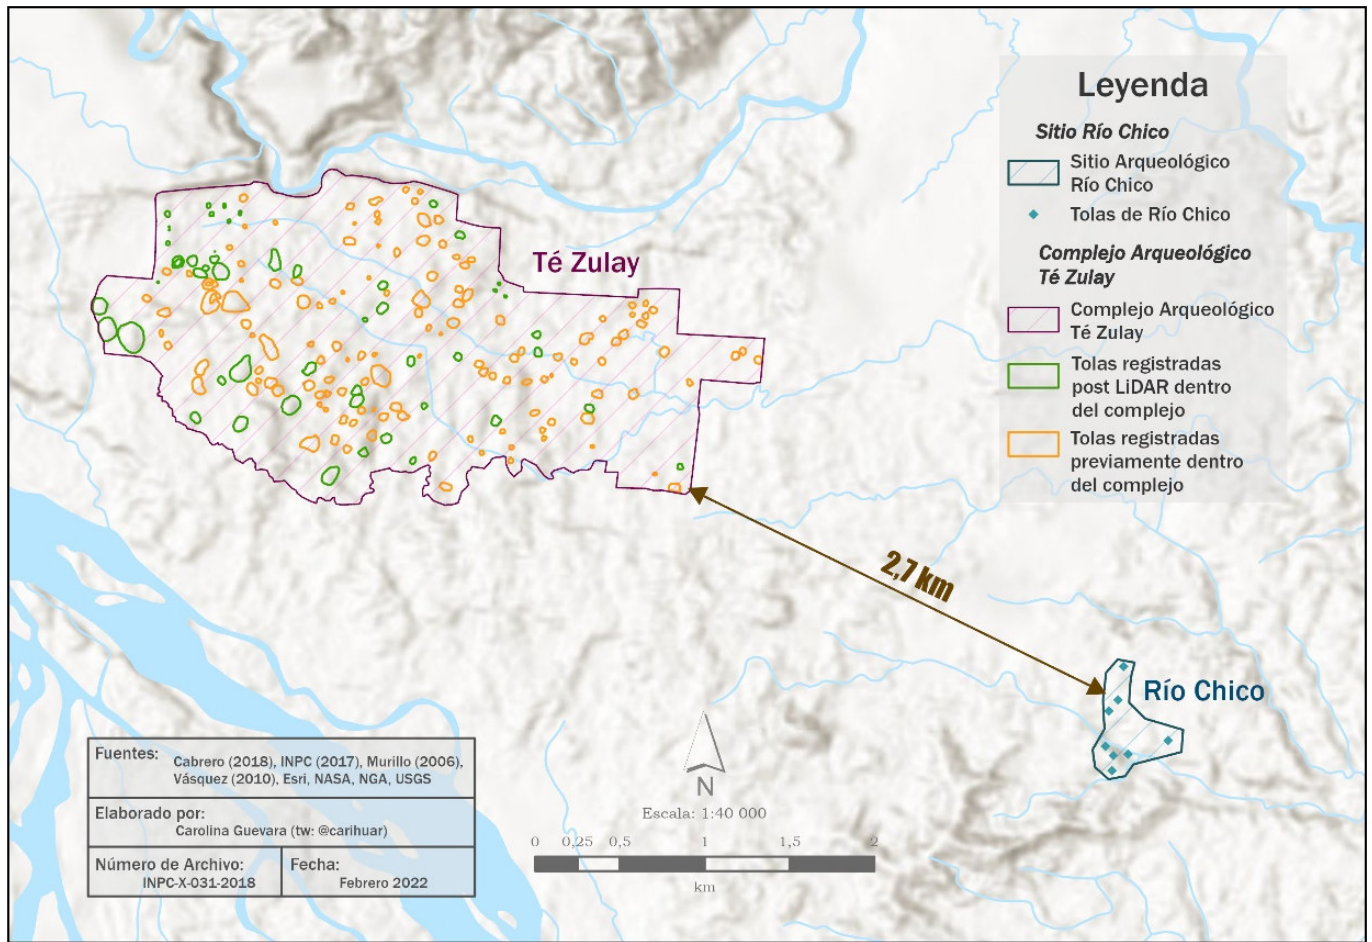 Leyenda
Sitio Río Chico
Sitio Arqueológico
Río Chico
Tolas de Río Chico
Complejo Arqueológico
Té Zulay
Complejo Arqueológico
Té Zulay
Tolas registradas
post LiDAR dentro
del complejo
Tolas registradas
previamente dentro
del complejo
Té Zulay
2,7 km
Río Chico
Fuentes: Cabrero (2018), INPC (2017), Murillo (2006),
Vásquez (2010), Esri, NASA, NGA, USGS
Elaborado por:
Carolina Guevara (tw: @carihuar)
Número de Archivo:
INPC-X-031-2018
Fecha:
Febrero 2022
N
Escala: 1:40 000
0 0,25 0,5 1 1,5 2
km